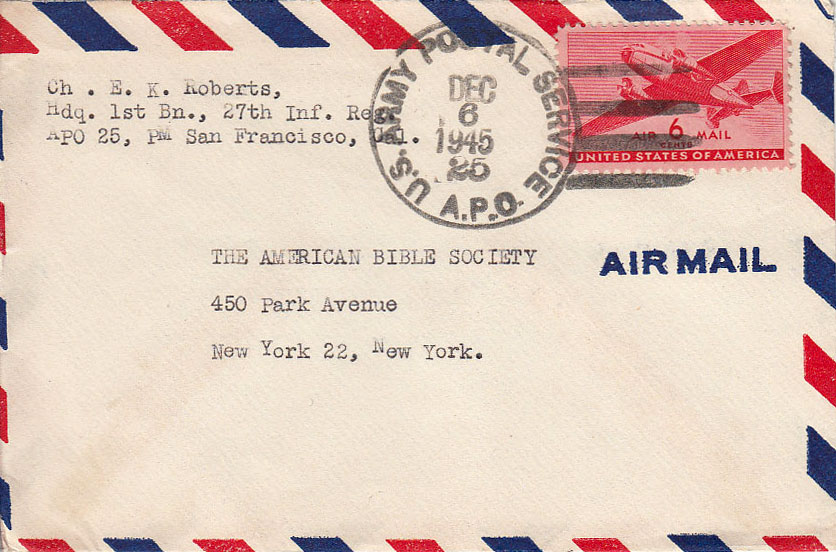 Ch . E. K. Roberts,
Hdq. 1st Bn., 27th Inf. Reg.
APO 25, PM San Francisco, Cal.
U.S. ARMY POSTAL SERVICE
A.P.O.
DEC
6
1945
25
AIR 6 MAIL
CENTS
UNITED STATES OF AMERICA
THE AMERICAN BIBLE SOCIETY
AIR MAIL
450 Park Avenue
New York 22, New York.